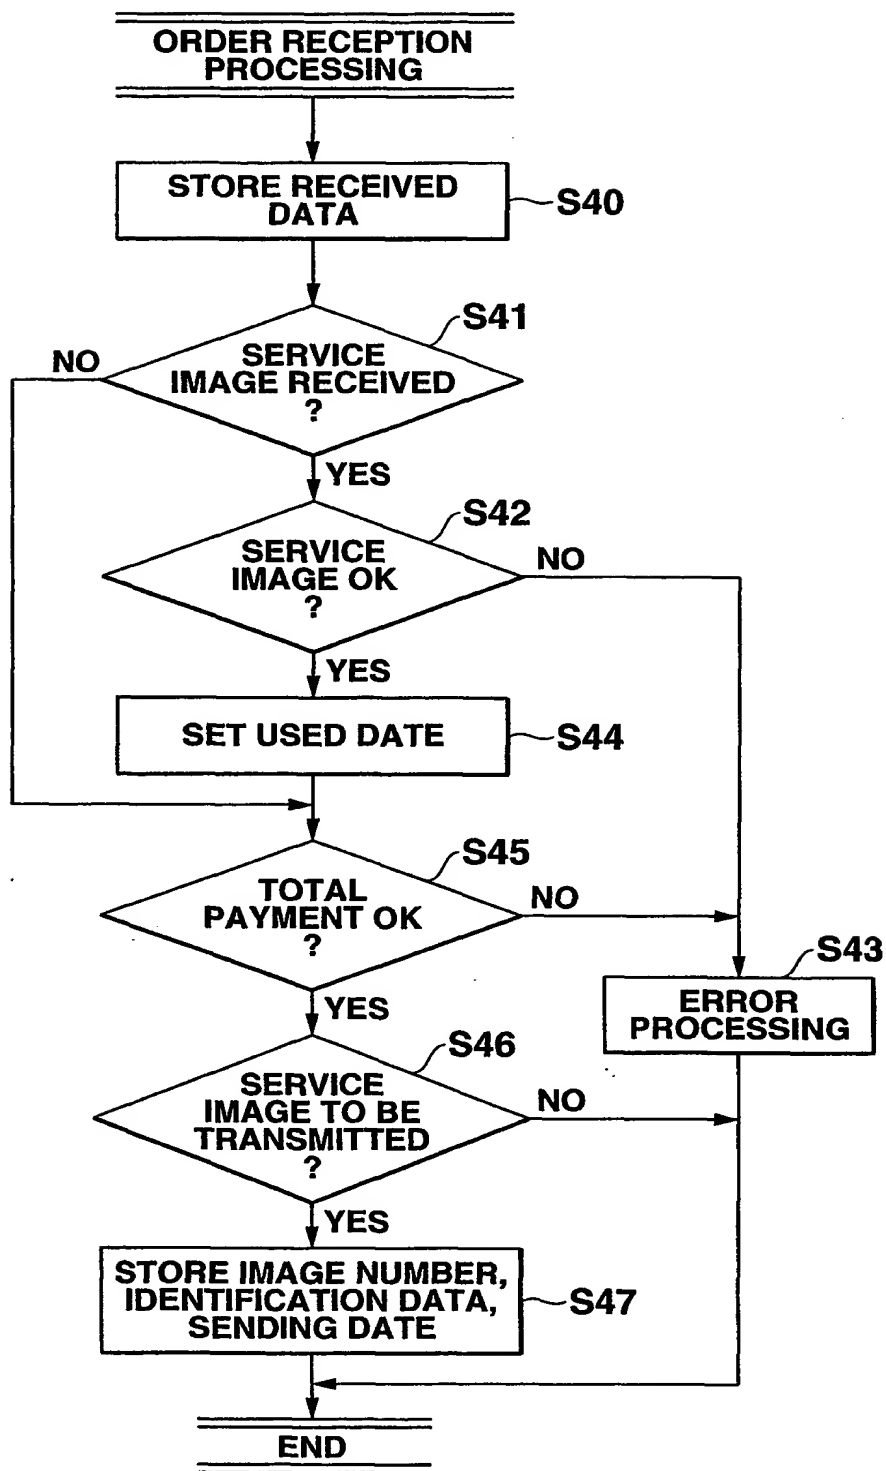 ORDER RECEPTION
PROCESSING
STORE RECEIVED
DATA
S40
S41
NO
SERVICE
IMAGE RECEIVED
?
YES
S42
SERVICE
IMAGE OK
?
NO
YES
SET USED DATE
S44
S45
TOTAL
PAYMENT OK
?
NO
S43
ERROR
PROCESSING
YES
S46
SERVICE
IMAGE TO BE
TRANSMITTED
?
NO
YES
STORE IMAGE NUMBER,
IDENTIFICATION DATA,
SENDING DATE
S47
END